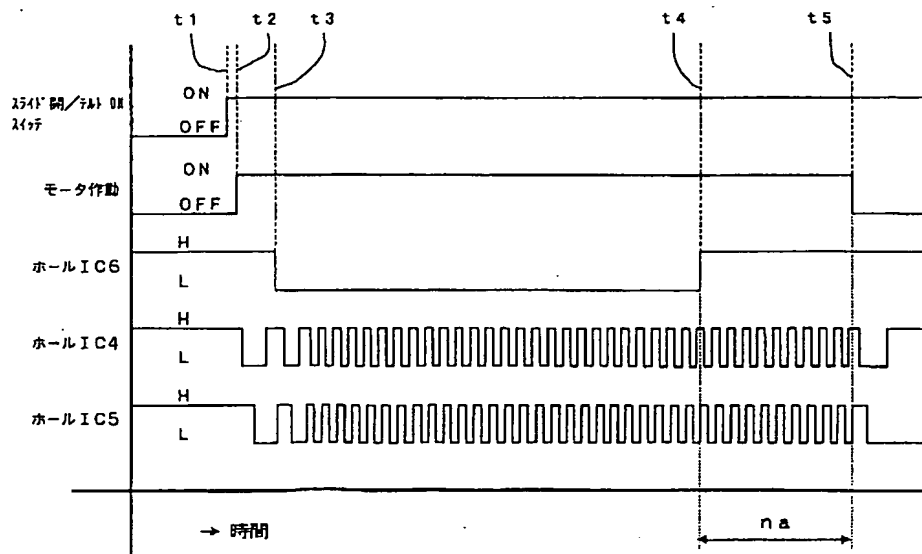 t1 t2 t3 t4 t5
スライド開/チルトDN
スイッチ
ON
OFF
モータ作動
ON
OFF
ホールIC6
H
L
ホールIC4
H
L
ホールIC5
H
L
→ 時間
na